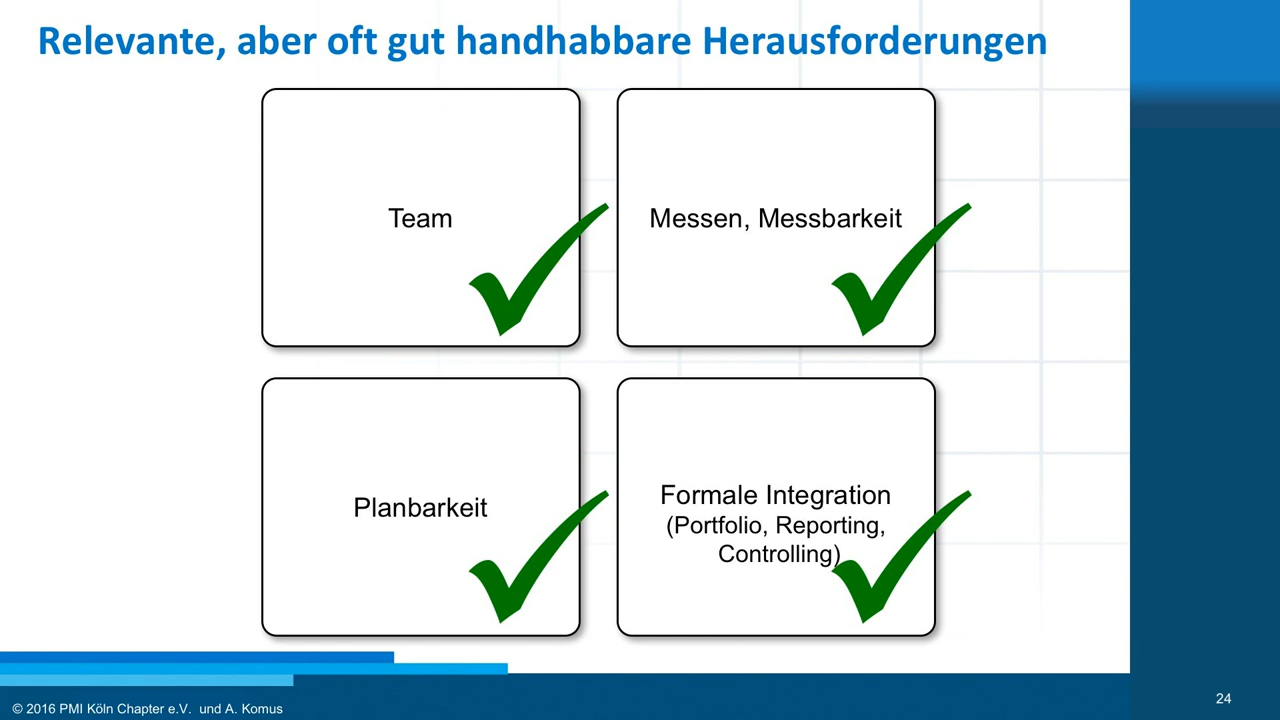 Relevante, aber oft gut handhabbare Herausforderungen
Team
Messen, Messbarkeit
Planbarkeit
Formale Integration
(Portfolio, Reporting,
Controlling)
© 2016 PMI Köln Chapter e.V. und A. Komus
24